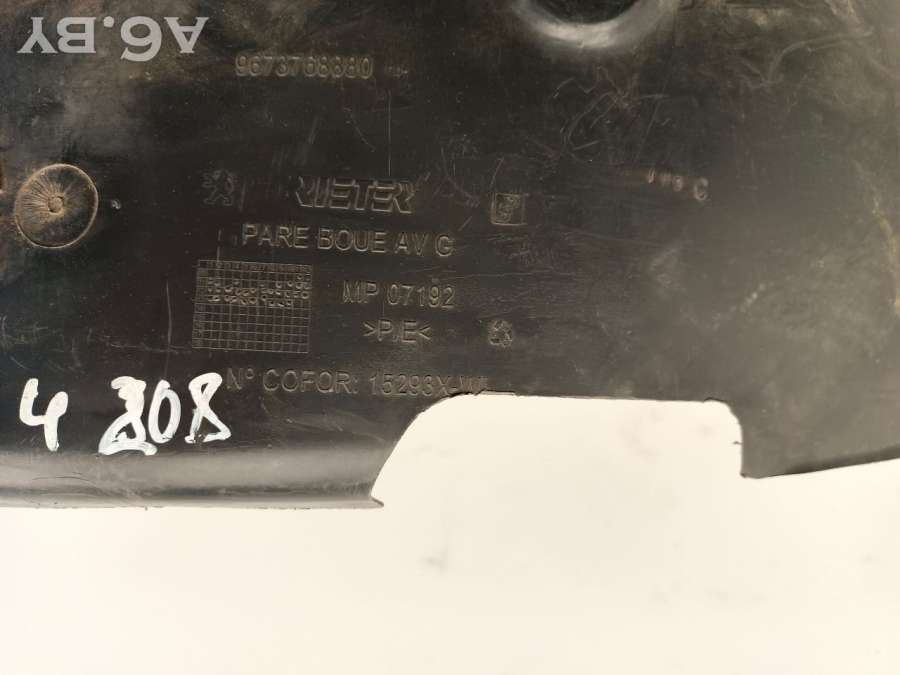 A6.BY
9673768880
RIETER
PARE BOUE AV G
MP 07192
>P/E<
N° COFOR: 15293X
4 308